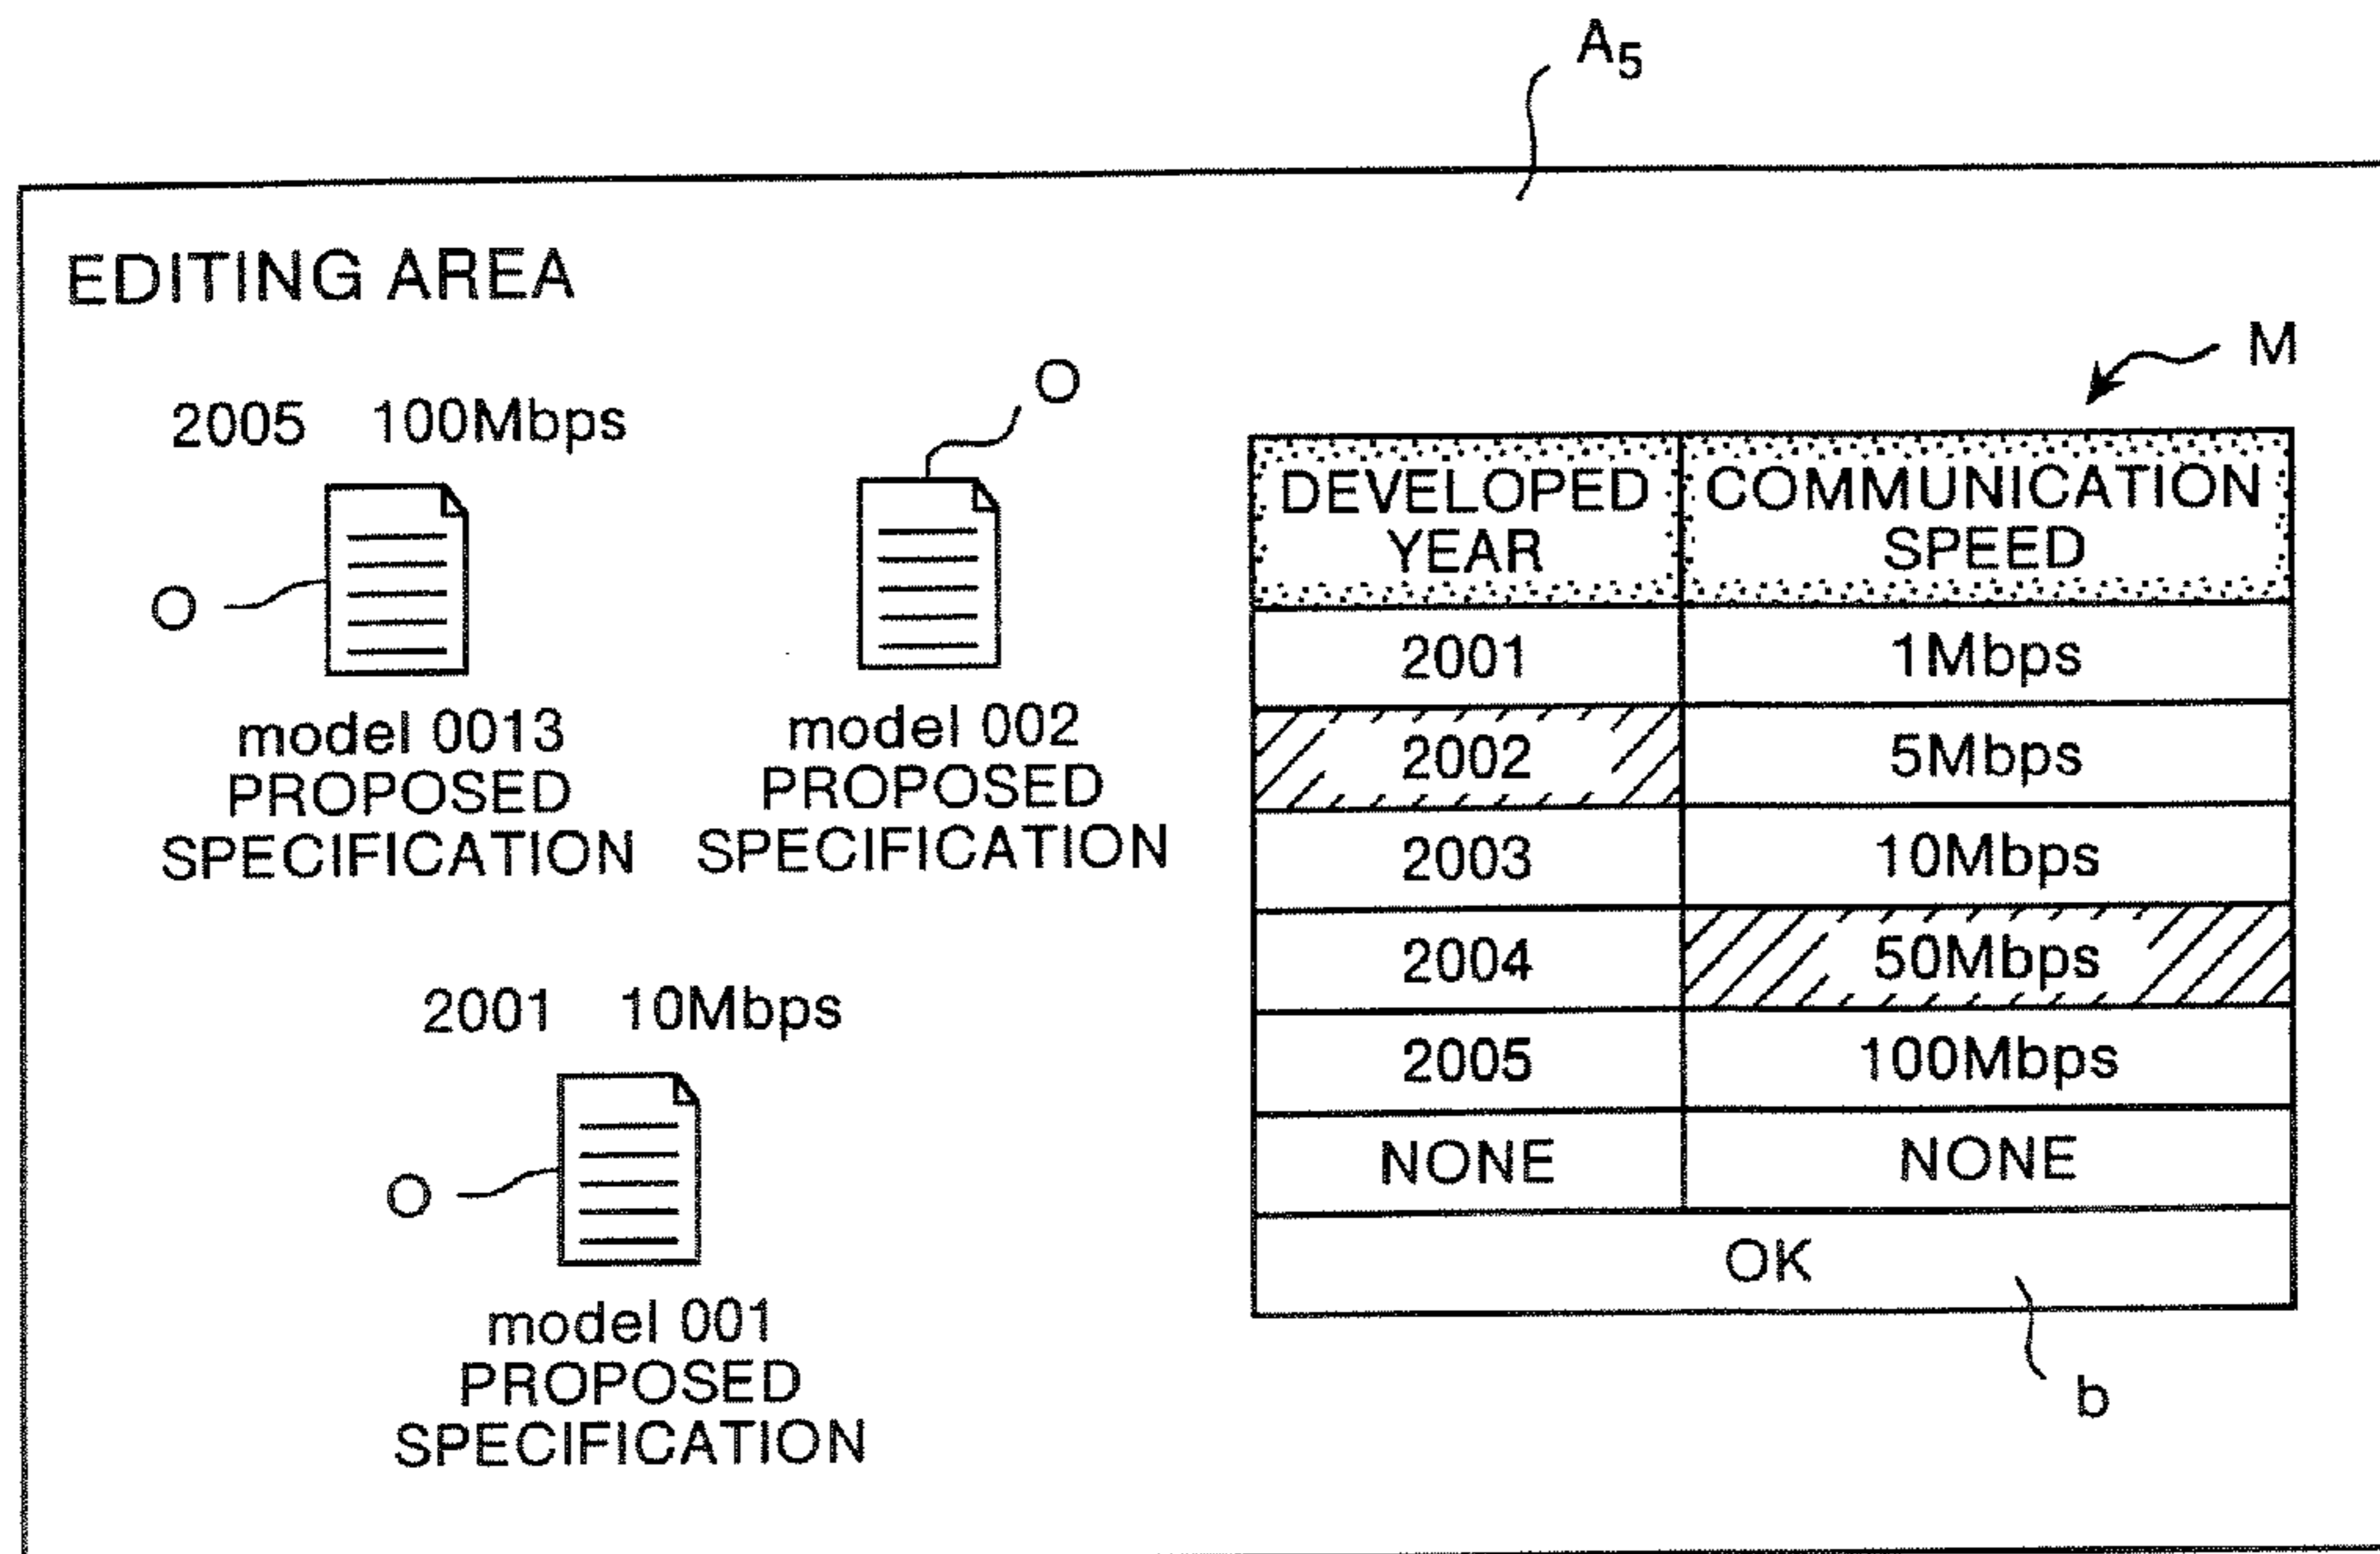 A5
EDITING AREA
M
2005 100Mbps
O
O
model 0013
PROPOSED
SPECIFICATION
model 002
PROPOSED
SPECIFICATION
2001 10Mbps
O
model 001
PROPOSED
SPECIFICATION
DEVELOPED YEAR COMMUNICATION SPEED
2001 1Mbps
2002 5Mbps
2003 10Mbps
2004 50Mbps
2005 100Mbps
NONE NONE
OK
b